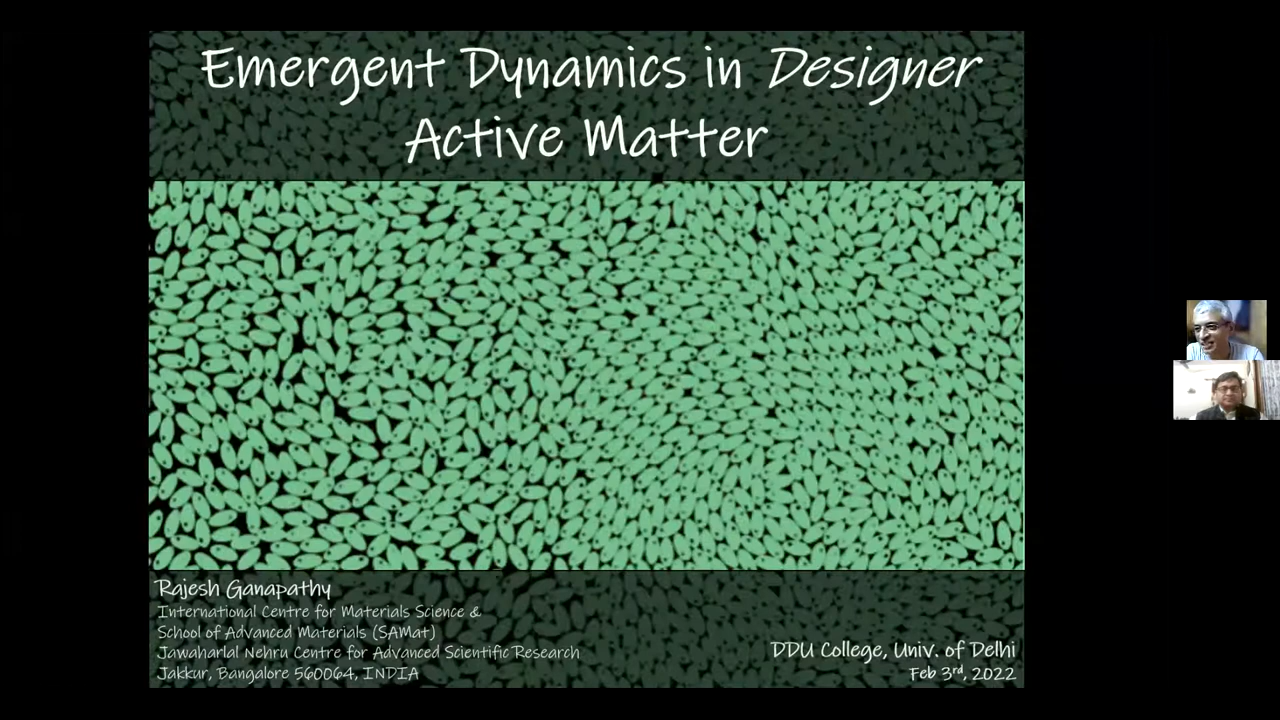 Emergent Dynamics in Designer
Active Matter
Rajesh Ganapathy
International Centre for Materials Science &
School of Advanced Materials (SAMat)
Jawaharlal Nehru Centre for Advanced Scientific Research
Jakkur, Bangalore 560064, INDIA
DDU College, Univ. of Delhi
Feb 3rd, 2022